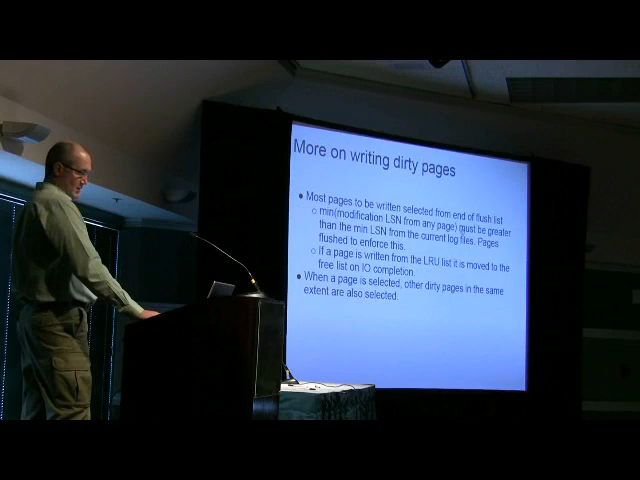 More on writing dirty pages
● Most pages to be written selected from end of flush list
○ min(modification LSN from any page) must be greater
than the min LSN from the current log files. Pages
flushed to enforce this.
○ If a page is written from the LRU list it is moved to the
free list on IO completion.
● When a page is selected, other dirty pages in the same
extent are also selected.